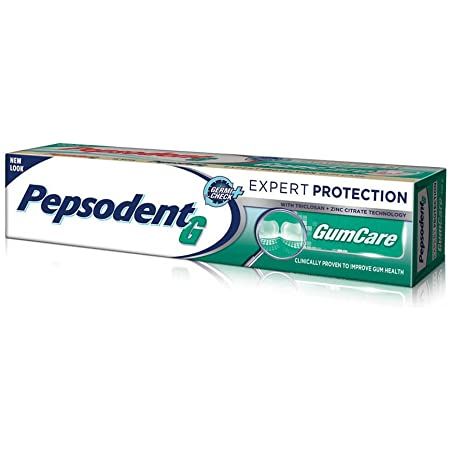 NEW
LOOK
Pepsodent G
GERMI
CHECK+
EXPERT PROTECTION
WITH TRICLOSAN + ZINC CITRATE TECHNOLOGY
GumCare
CLINICALLY PROVEN TO IMPROVE GUM HEALTH
Pepsodent G
GumCare